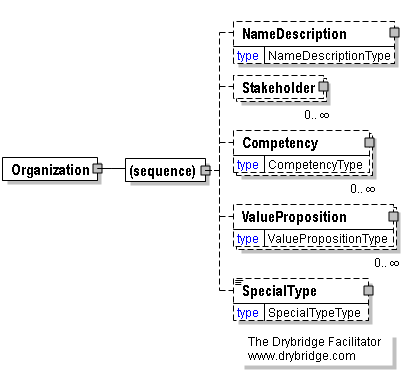 NameDescription
type NameDescriptionType
Stakeholder
0..∞
Competency
type CompetencyType
0..∞
Organization
(sequence)
ValueProposition
type ValuePropositionType
0..∞
SpecialType
type SpecialTypeType
The Drybridge Facilitator
www.drybridge.com